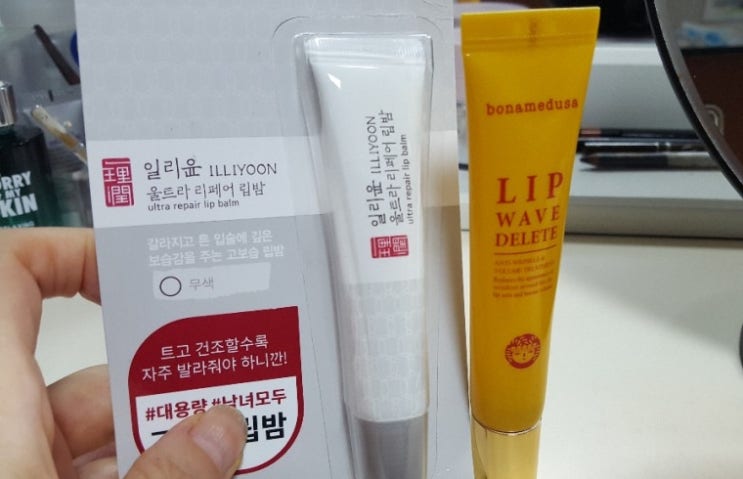 일리윤 ILLIYOON
울트라 리페어 립밤
ultra repair lip balm
갈라지고 튼 입술에 깊은
보습감을 주는 고보습 립밤
무색
트고 건조할수록
자주 발라줘야 하니깐!
#대용량 #남녀모두
립밤
일리윤 ILLIYOON
울트라 리페어 립밤
ultra repair lip balm
bonamedusa
LIP
WAVE
DELETE
ANTI-WRINKLE &
VOLUME TREATMENT